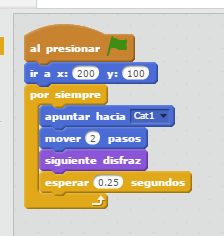 al presionar
ir a x: 200 y: 100
por siempre
apuntar hacia Cat1
mover 2 pasos
siguiente disfraz
esperar 0.25 segundos